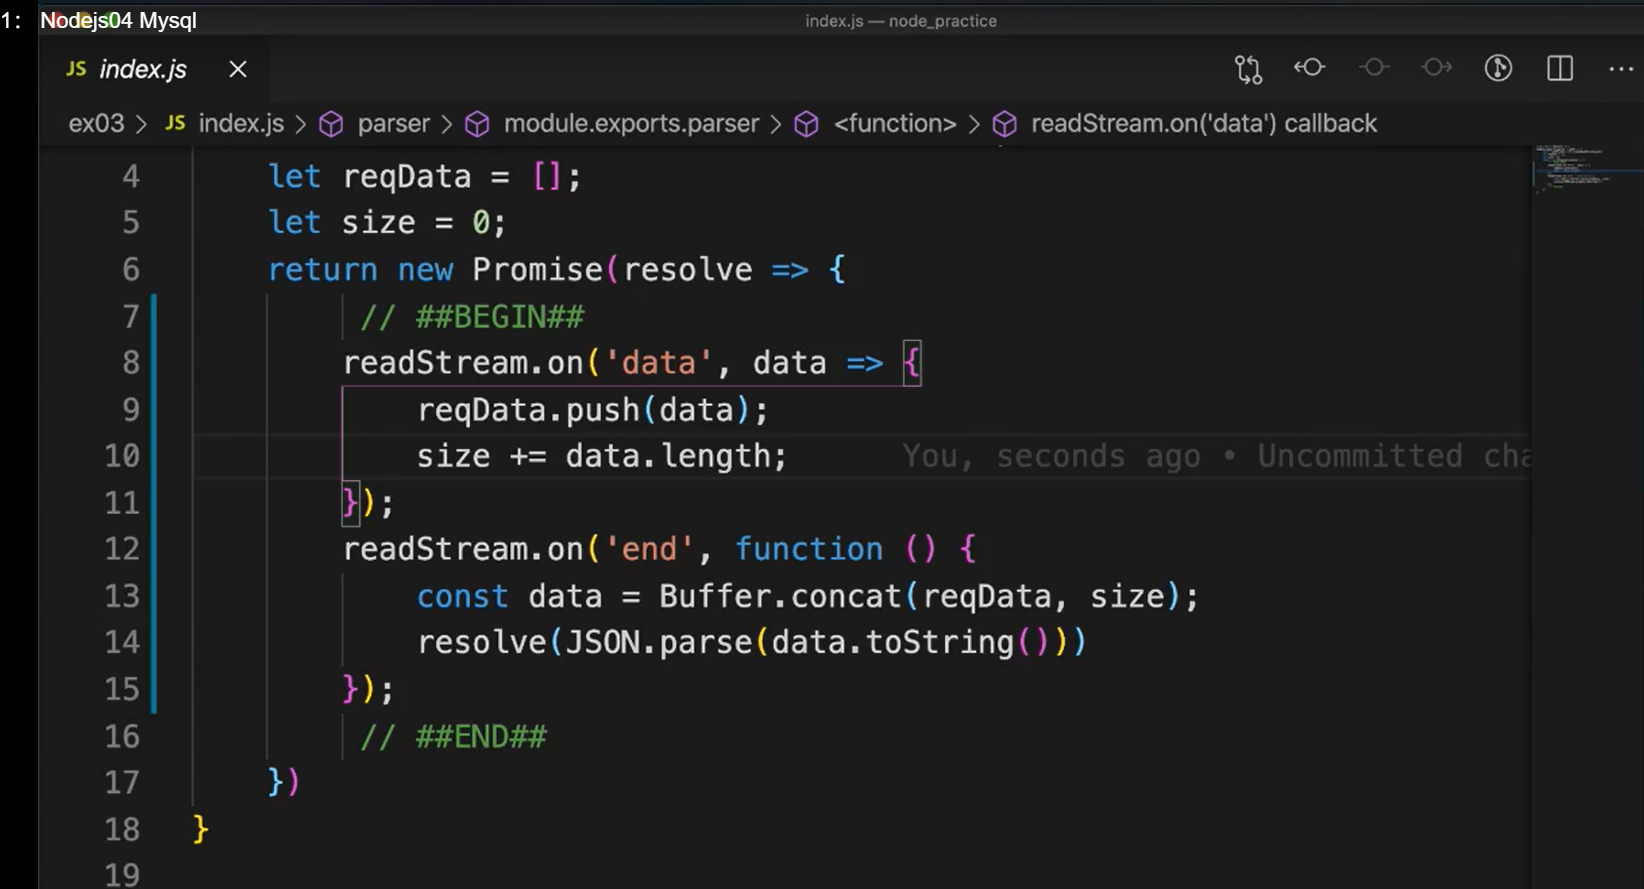 1: Nodejs04 Mysql
index.js — node_practice
JS index.js
ex03 > JS index.js > parser > module.exports.parser > <function> > readStream.on('data') callback
4 let reqData = [];
5 let size = 0;
6 return new Promise(resolve => {
7 // ##BEGIN##
8 readStream.on('data', data => {
9 reqData.push(data);
10 size += data.length; You, seconds ago • Uncommitted cha
11 });
12 readStream.on('end', function () {
13 const data = Buffer.concat(reqData, size);
14 resolve(JSON.parse(data.toString()))
15 });
16 // ##END##
17 })
18 }
19